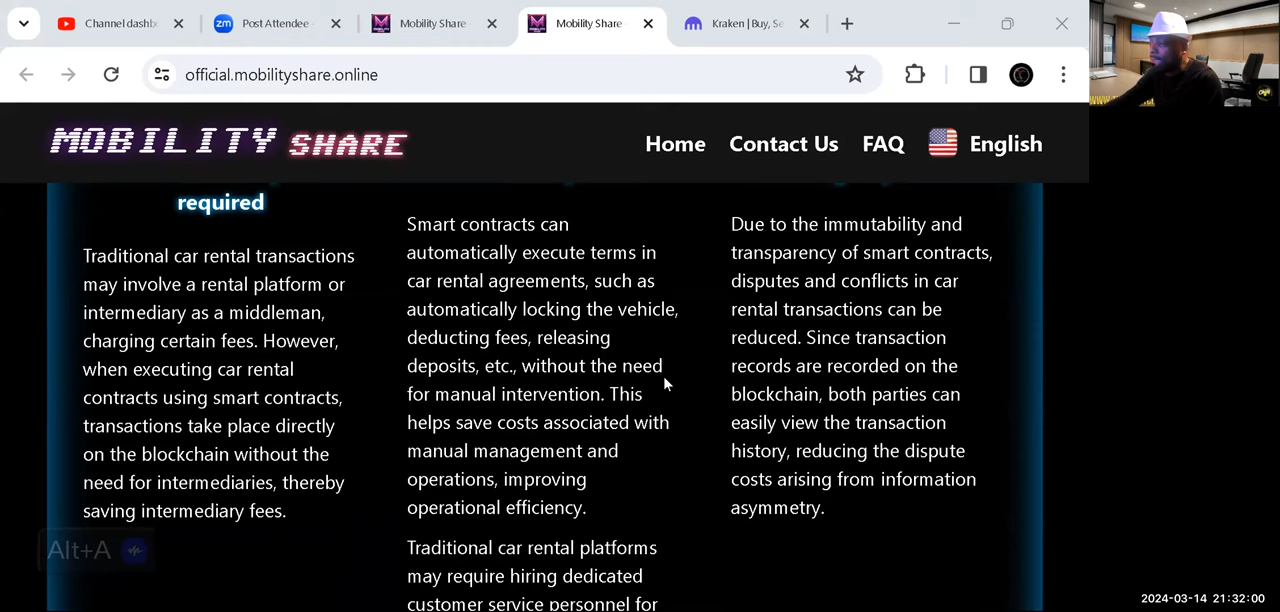 Channel dashb
Post Attendee -
Mobility Share
Mobility Share
Kraken | Buy, Se
official.mobilityshare.online
MOBILITY SHARE
Home
Contact Us
FAQ
English
required
Traditional car rental transactions
may involve a rental platform or
intermediary as a middleman,
charging certain fees. However,
when executing car rental
contracts using smart contracts,
transactions take place directly
on the blockchain without the
need for intermediaries, thereby
saving intermediary fees.
Smart contracts can
automatically execute terms in
car rental agreements, such as
automatically locking the vehicle,
deducting fees, releasing
deposits, etc., without the need
for manual intervention. This
helps save costs associated with
manual management and
operations, improving
operational efficiency.
Traditional car rental platforms
may require hiring dedicated
customer service personnel for
Due to the immutability and
transparency of smart contracts,
disputes and conflicts in car
rental transactions can be
reduced. Since transaction
records are recorded on the
blockchain, both parties can
easily view the transaction
history, reducing the dispute
costs arising from information
asymmetry.
Alt+A
2024-03-14 21:32:00